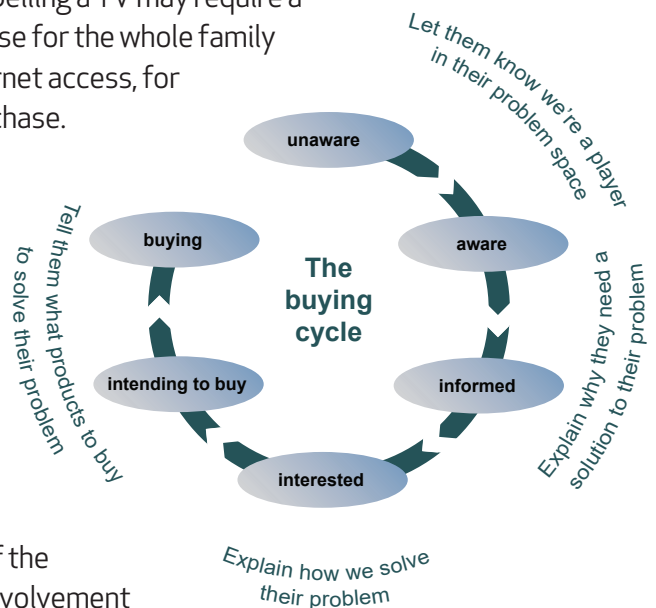 Selling a TV may require a
se for the whole family
rnet access, for
chase.
Let them know we're a player
in their problem
space
unaware
aware
Explain why they need a
solution to their problem
informed
interested
Explain how we solve
their problem
intending to buy
Tell them what products to buy
to solve their problem
buying
The
buying
cycle
f the
volvement